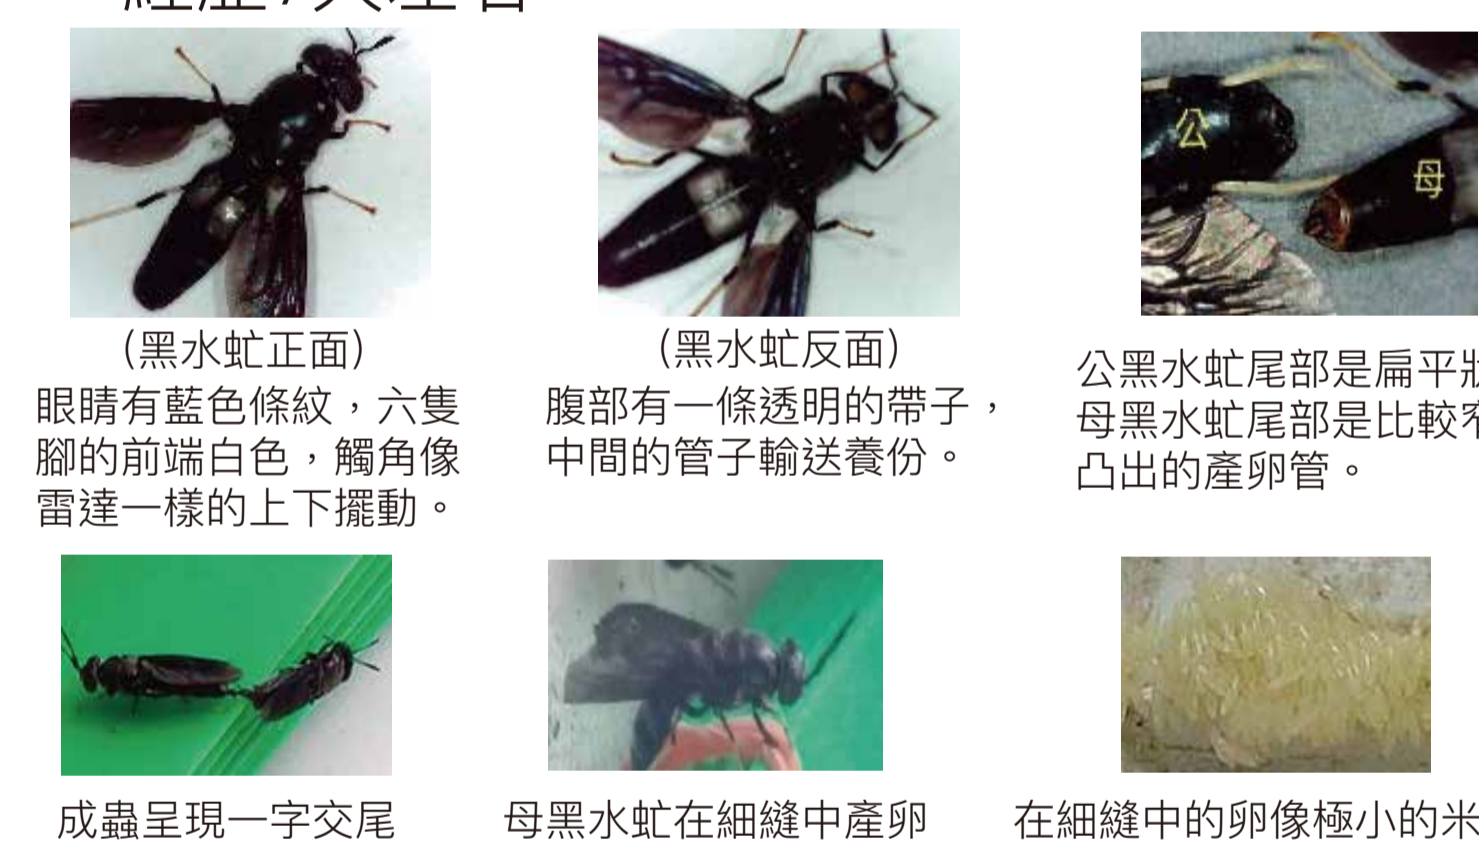 公
母
(黑水虻正面)
眼睛有藍色條紋，六隻
腳的前端白色，觸角像
雷達一樣的上下擺動。
(黑水虻反面)
腹部有一條透明的帶子，
中間的管子輸送養份。
公黑水虻尾部是扁平
母黑水虻尾部是比較
凸出的產卵管。
成蟲呈現一字交尾
母黑水虻在細縫中產卵
在細縫中的卵像極小的米